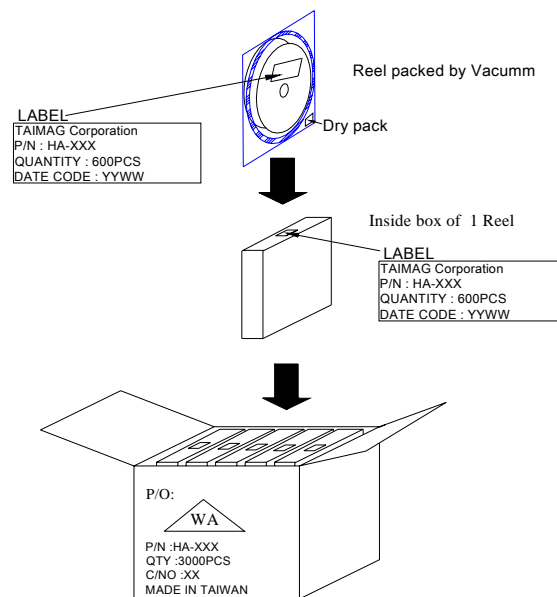 Reel packed by Vacumm
LABEL
TAIMAG Corporation
P/N : HA-XXX
QUANTITY : 600PCS
DATE CODE : YYWW
Dry pack
Inside box of 1 Reel
LABEL
TAIMAG Corporation
P/N : HA-XXX
QUANTITY : 600PCS
DATE CODE : YYWW
P/O:
WA
P/N :HA-XXX
QTY :3000PCS
C/NO :XX
MADE IN TAIWAN